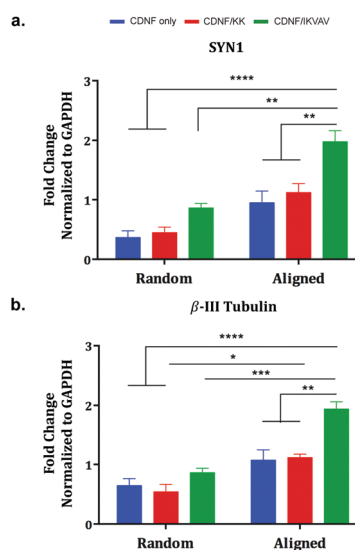 a.
CDNF only CDNF/KK CDNF/IKVAV
SYN1
Fold Change
Normalized to GAPDH
3
2
1
0
****
**
**
Random Aligned
b.
β-III Tubulin
Fold Change
Normalized to GAPDH
3
2
1
0
****
*
***
**
Random Aligned